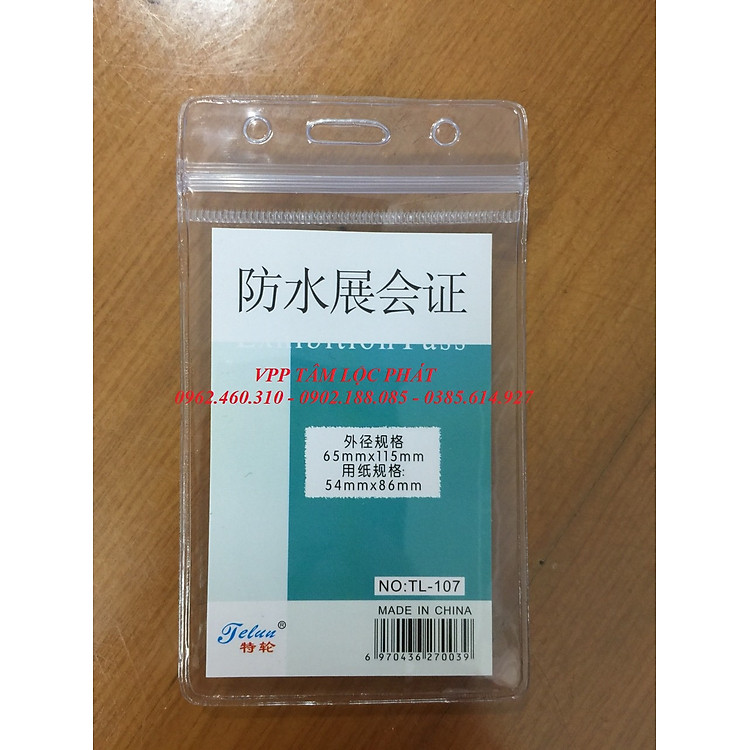 防水展会证
Exhibition Pass
VPP TÂM LỘC PHÁT
0962.460.310 - 0902.188.085 - 0385.614.927
外径规格
65mmx115mm
用纸规格:
54mmx86mm
NO:TL-107
MADE IN CHINA
Telun®
特轮
6 970436 270039